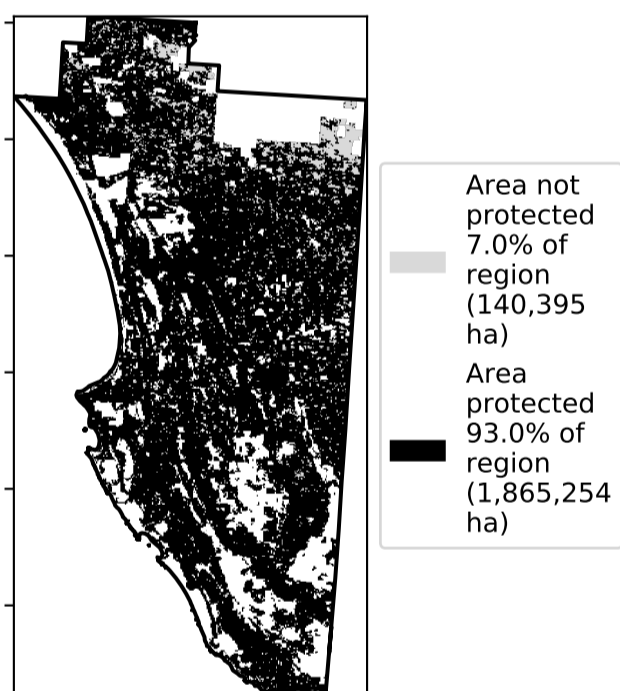 Area not
protected
7.0% of
region
(140,395
ha)
Area
protected
93.0% of
region
(1,865,254
ha)